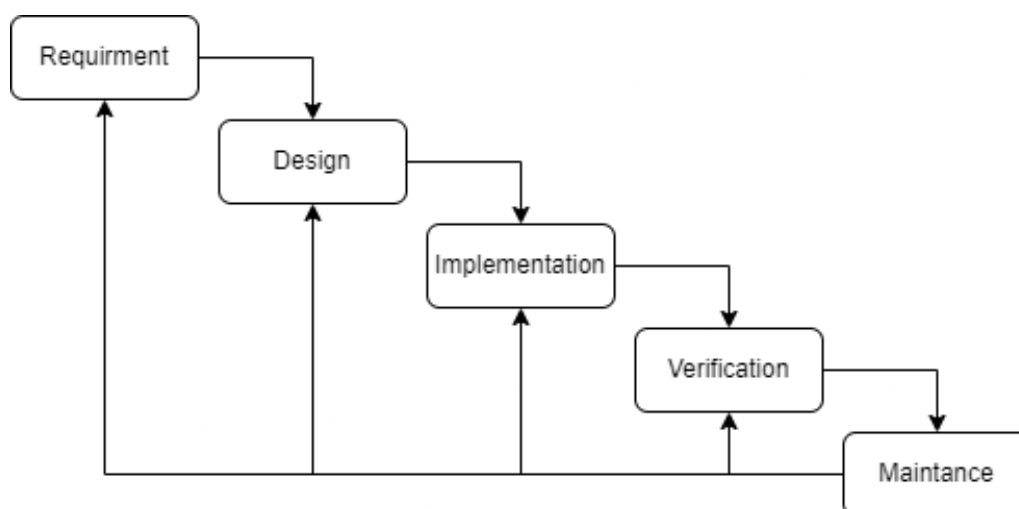 Requirment
Design
Implementation
Verification
Maintance